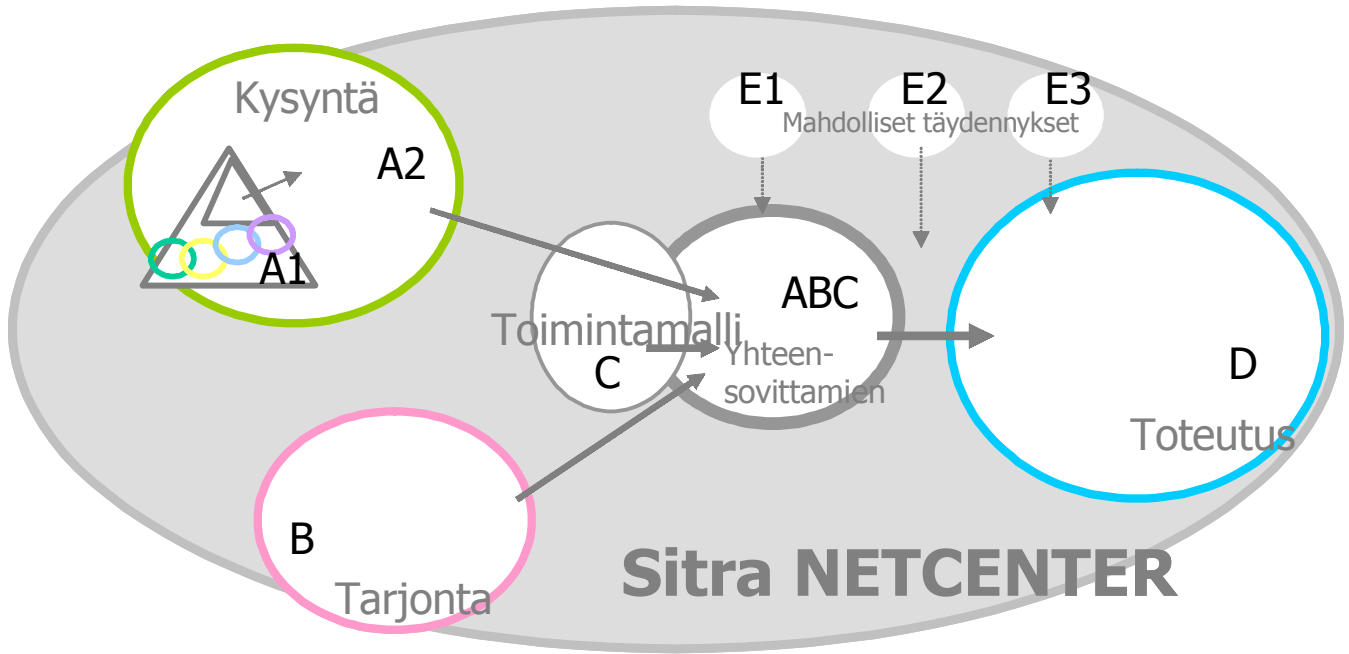 Kysyntä
A2
A1
E1
E2
E3
Mahdolliset täydennykset
Toimintamalli
C
ABC
Yhteen-
sovittamien
D
Toteutus
B
Tarjonta
Sitra NETCENTER